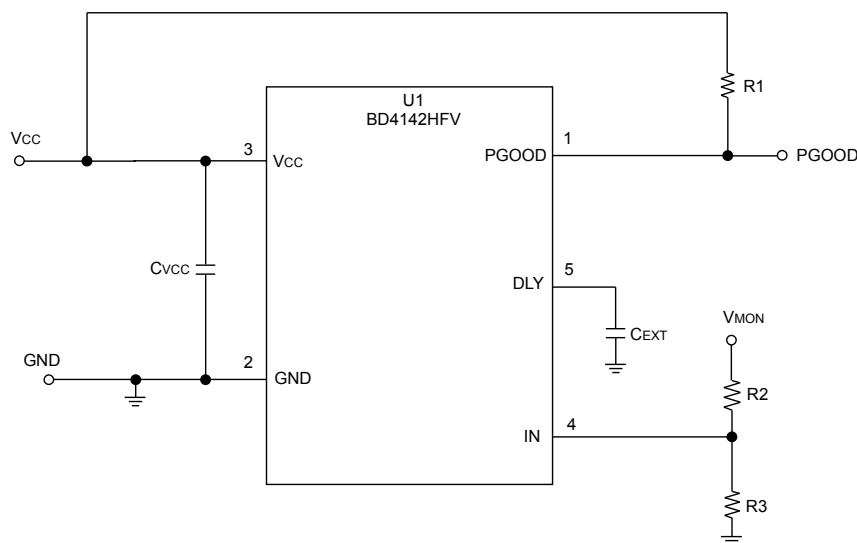 U1
BD4142HFV
R1
VCC
3
VCC
PGOOD
1
PGOOD
CVCC
DLY
5
CEXT
VMON
GND
2
GND
R2
IN
4
R3